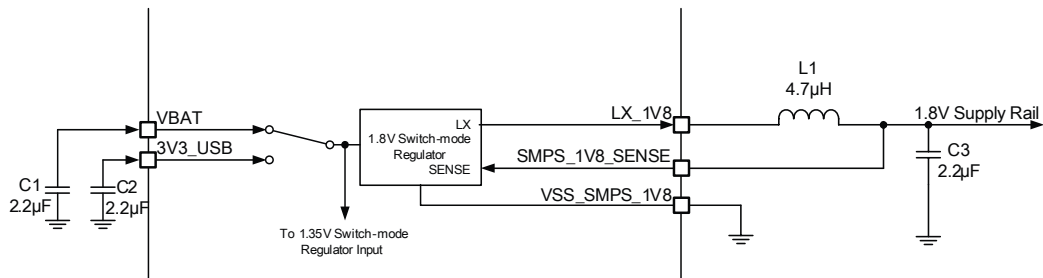 L1
4.7µH
VBAT
LX_1V8
1.8V Supply Rail
LX
1.8V Switch-mode
Regulator
SENSE
3V3_USB
SMPS_1V8_SENSE
C3
2.2µF
C1
2.2µF
C2
2.2µF
VSS_SMPS_1V8
To 1.35V Switch-mode
Regulator Input